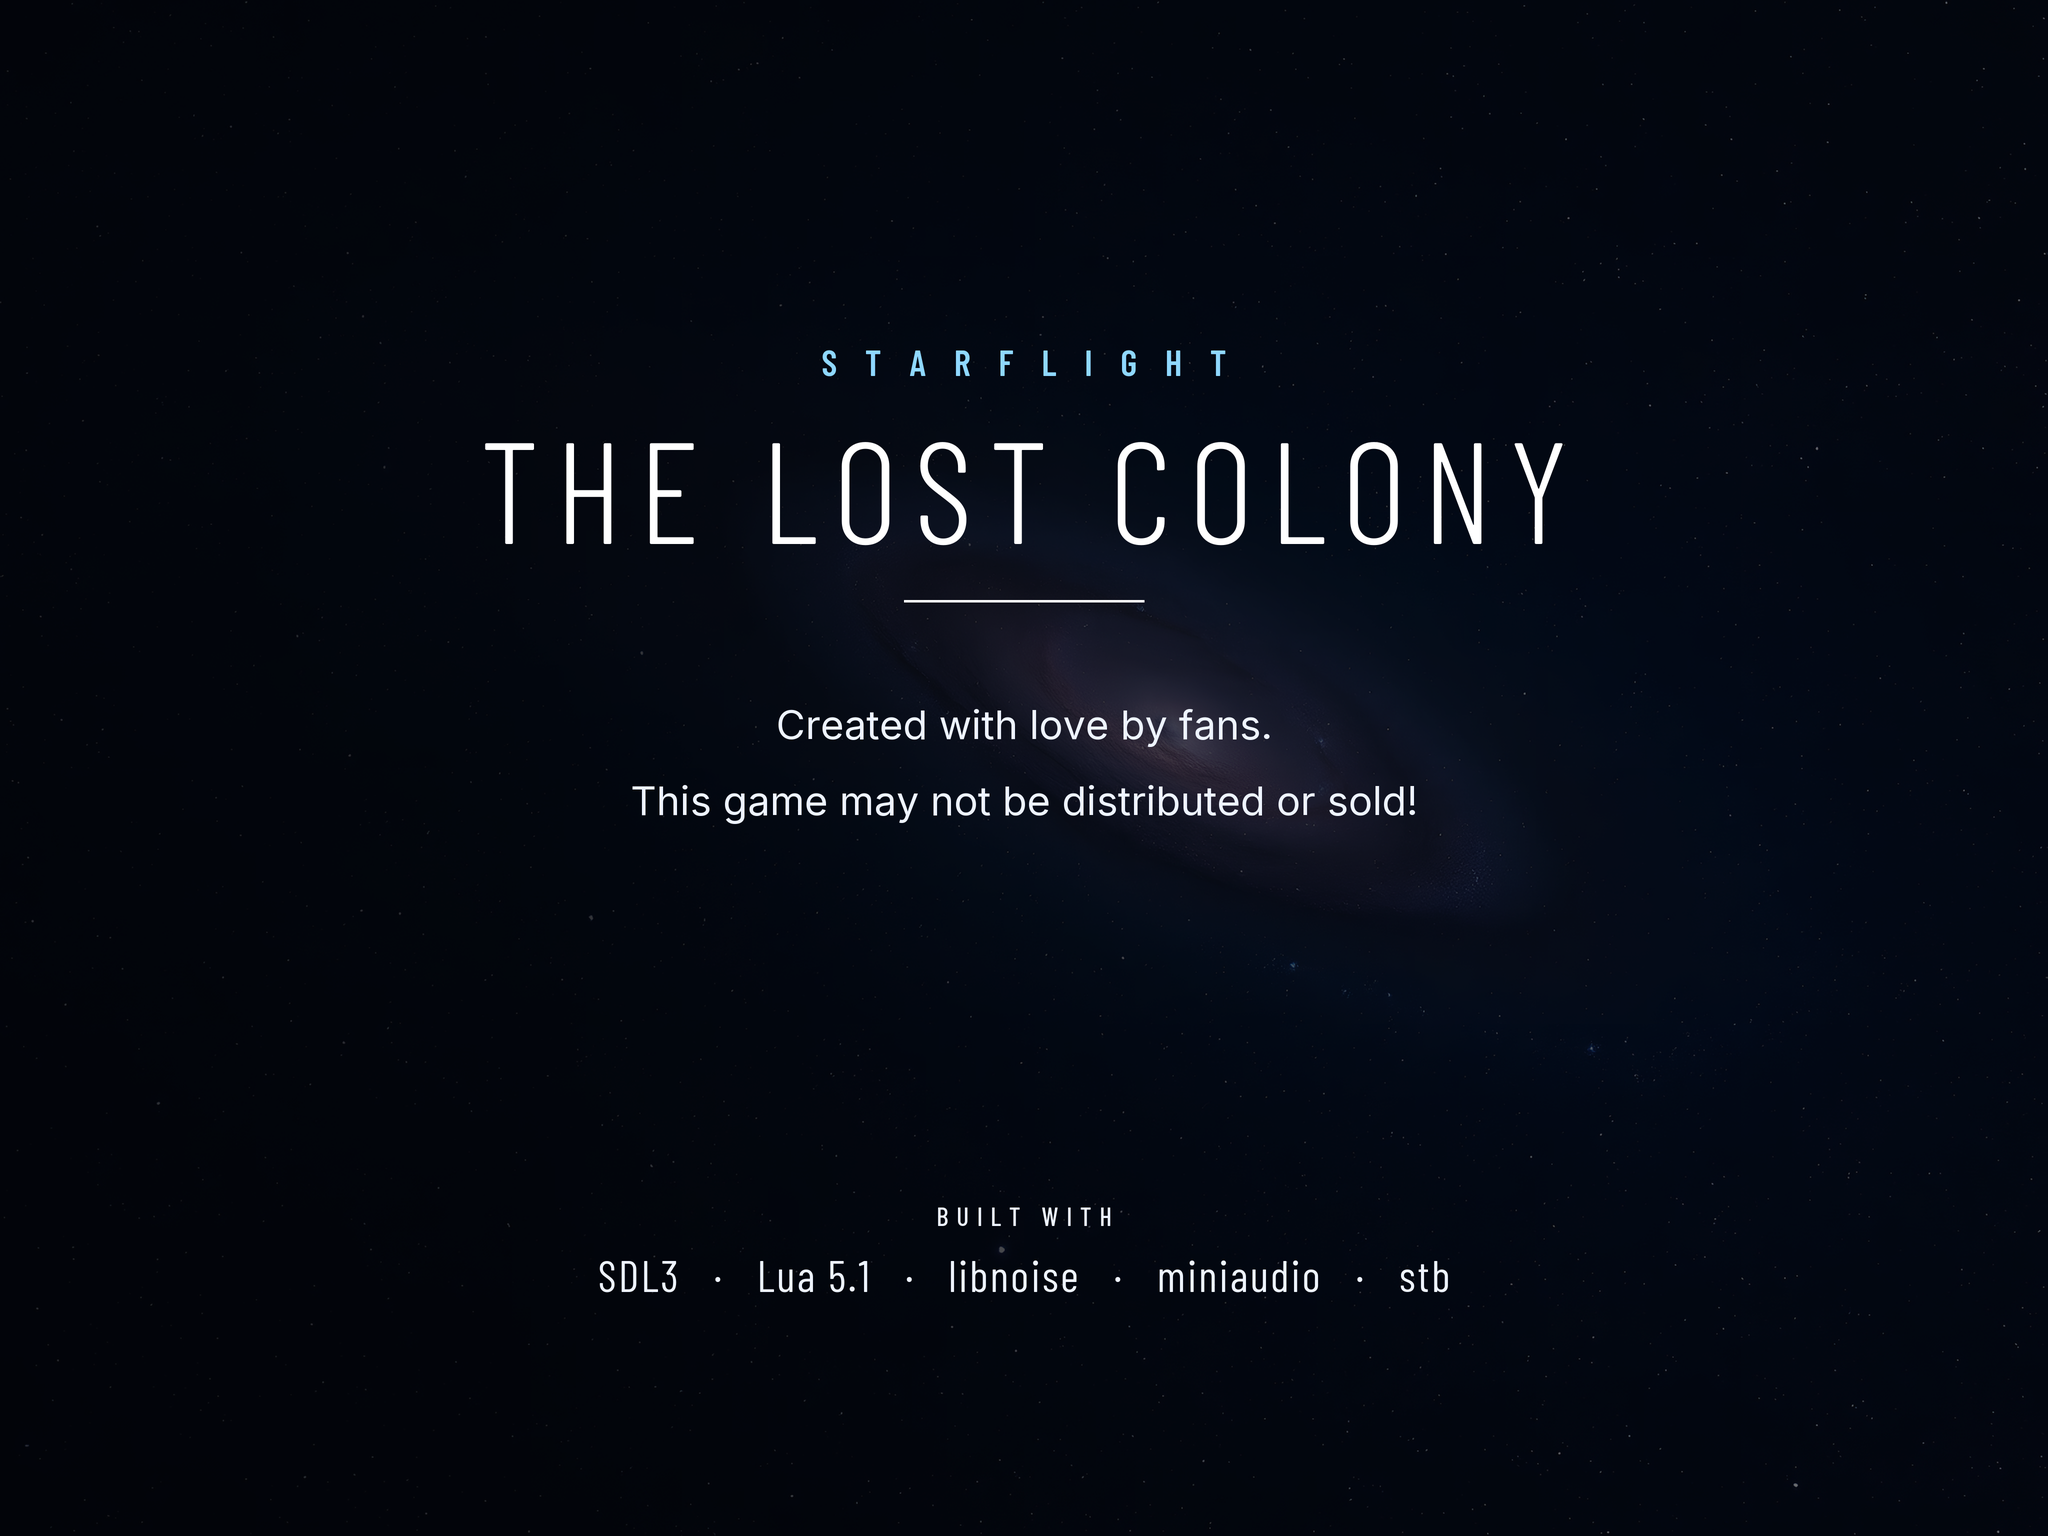 STARFLIGHT
THE LOST COLONY
Created with love by fans.
This game may not be distributed or sold!
BUILT WITH
SDL3 · Lua 5.1 · libnoise · miniaudio · stb